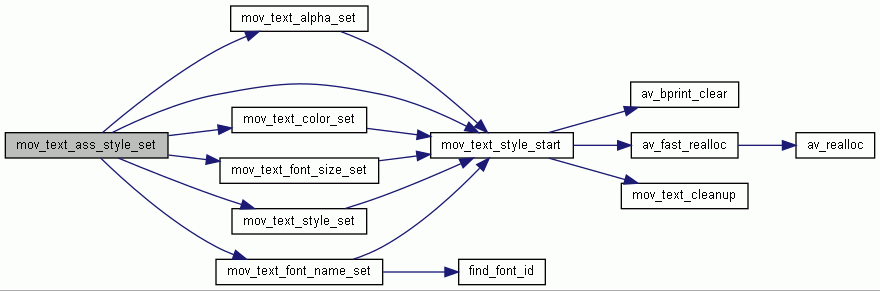 mov_text_alpha_set
av_bprint_clear
mov_text_color_set
mov_text_ass_style_set
mov_text_style_start
av_fast_realloc
av_realloc
mov_text_font_size_set
mov_text_cleanup
mov_text_style_set
mov_text_font_name_set
find_font_id